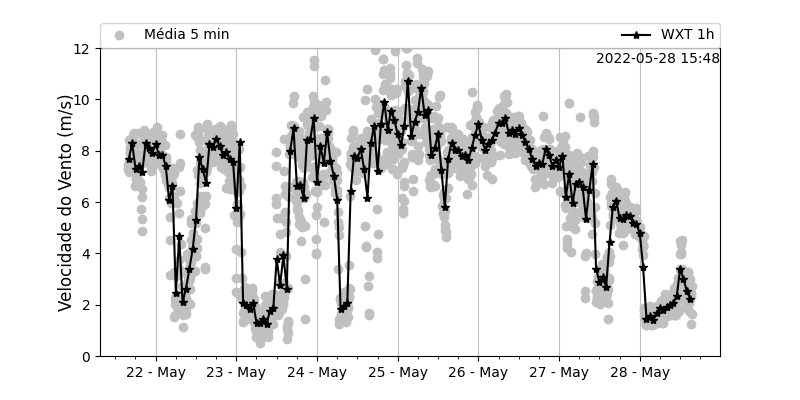 Média 5 min
WXT 1h
2022-05-28 15:48
Velocidade do Vento (m/s)
12
10
8
6
4
2
0
22 - May
23 - May
24 - May
25 - May
26 - May
27 - May
28 - May